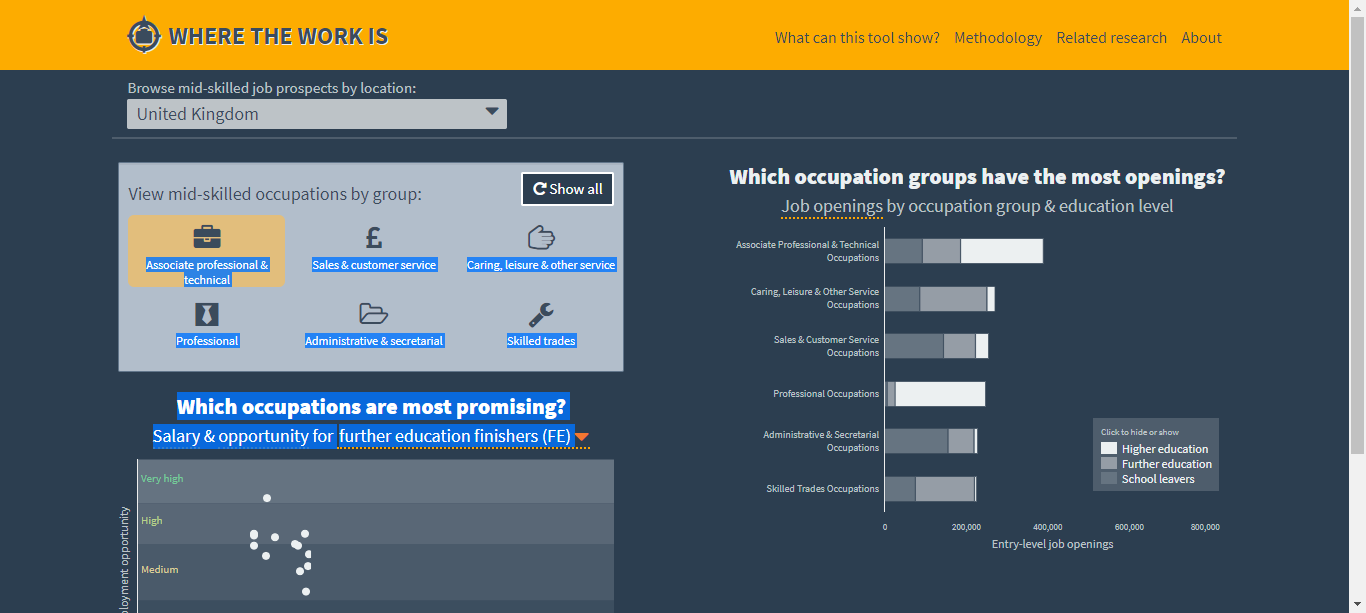 WHERE THE WORK IS
What can this tool show? Methodology Related research About
Browse mid-skilled job prospects by location:
United Kingdom
View mid-skilled occupations by group:
Show all
Associate professional &
technical
Sales & customer service
Caring, leisure & other service
Professional
Administrative & secretarial
Skilled trades
Which occupations are most promising?
Salary & opportunity for further education finishers (FE)
Very high
High
Medium
ployment opportunity
Which occupation groups have the most openings?
Job openings by occupation group & education level
Associate Professional & Technical
Occupations
Caring, Leisure & Other Service
Occupations
Sales & Customer Service
Occupations
Professional Occupations
Administrative & Secretarial
Occupations
Skilled Trades Occupations
Click to hide or show
Higher education
Further education
School leavers
0 200,000 400,000 600,000 800,000
Entry-level job openings